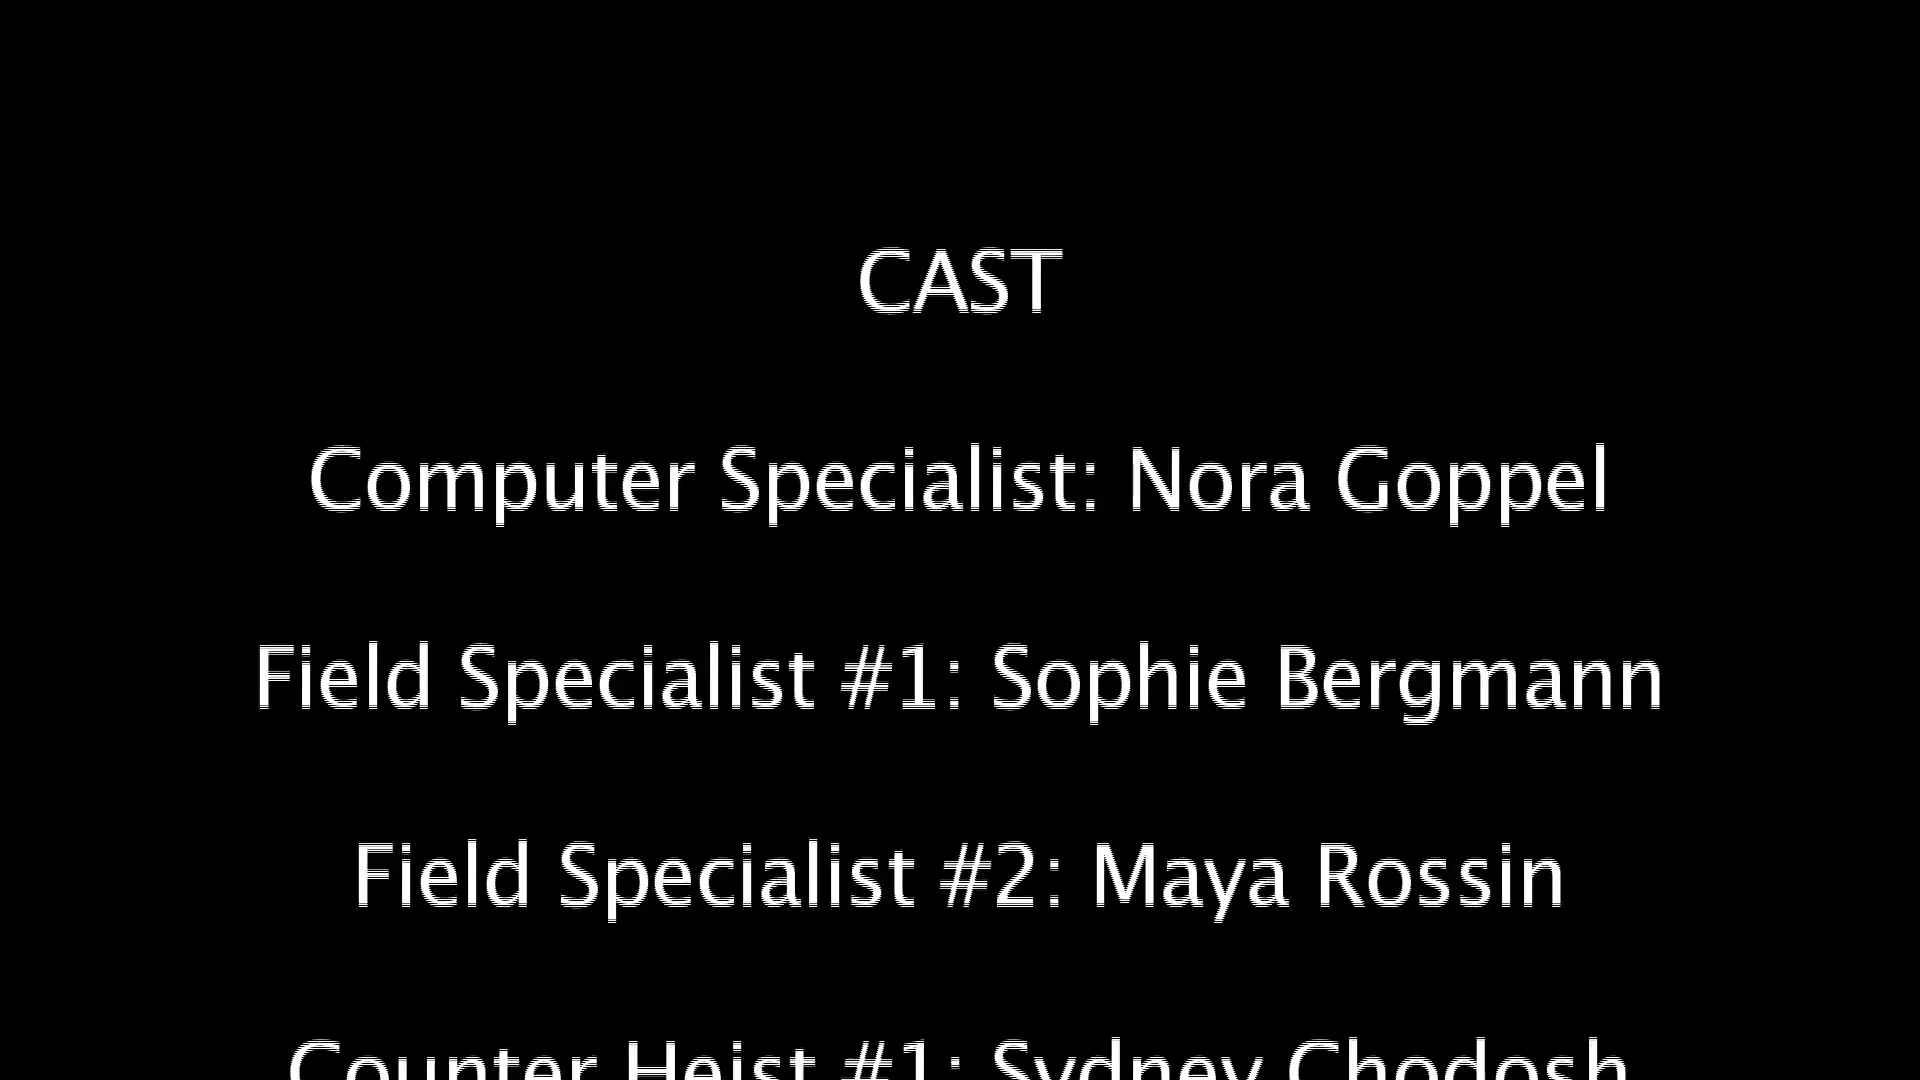 CAST
Computer Specialist: Nora Goppel
Field Specialist #1: Sophie Bergmann
Field Specialist #2: Maya Rossin
Counter Heist #1: Sydney Chodosh